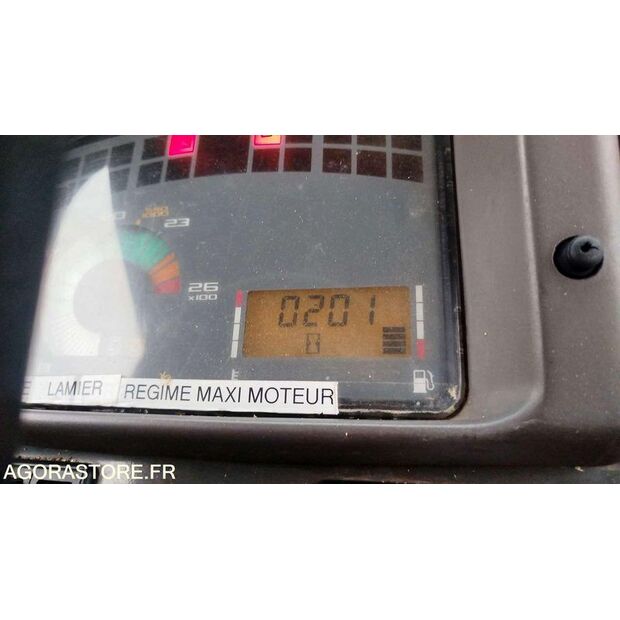 23
26
x100
0201
E LAMIER
REGIME MAXI MOTEUR
AGORASTORE.FR